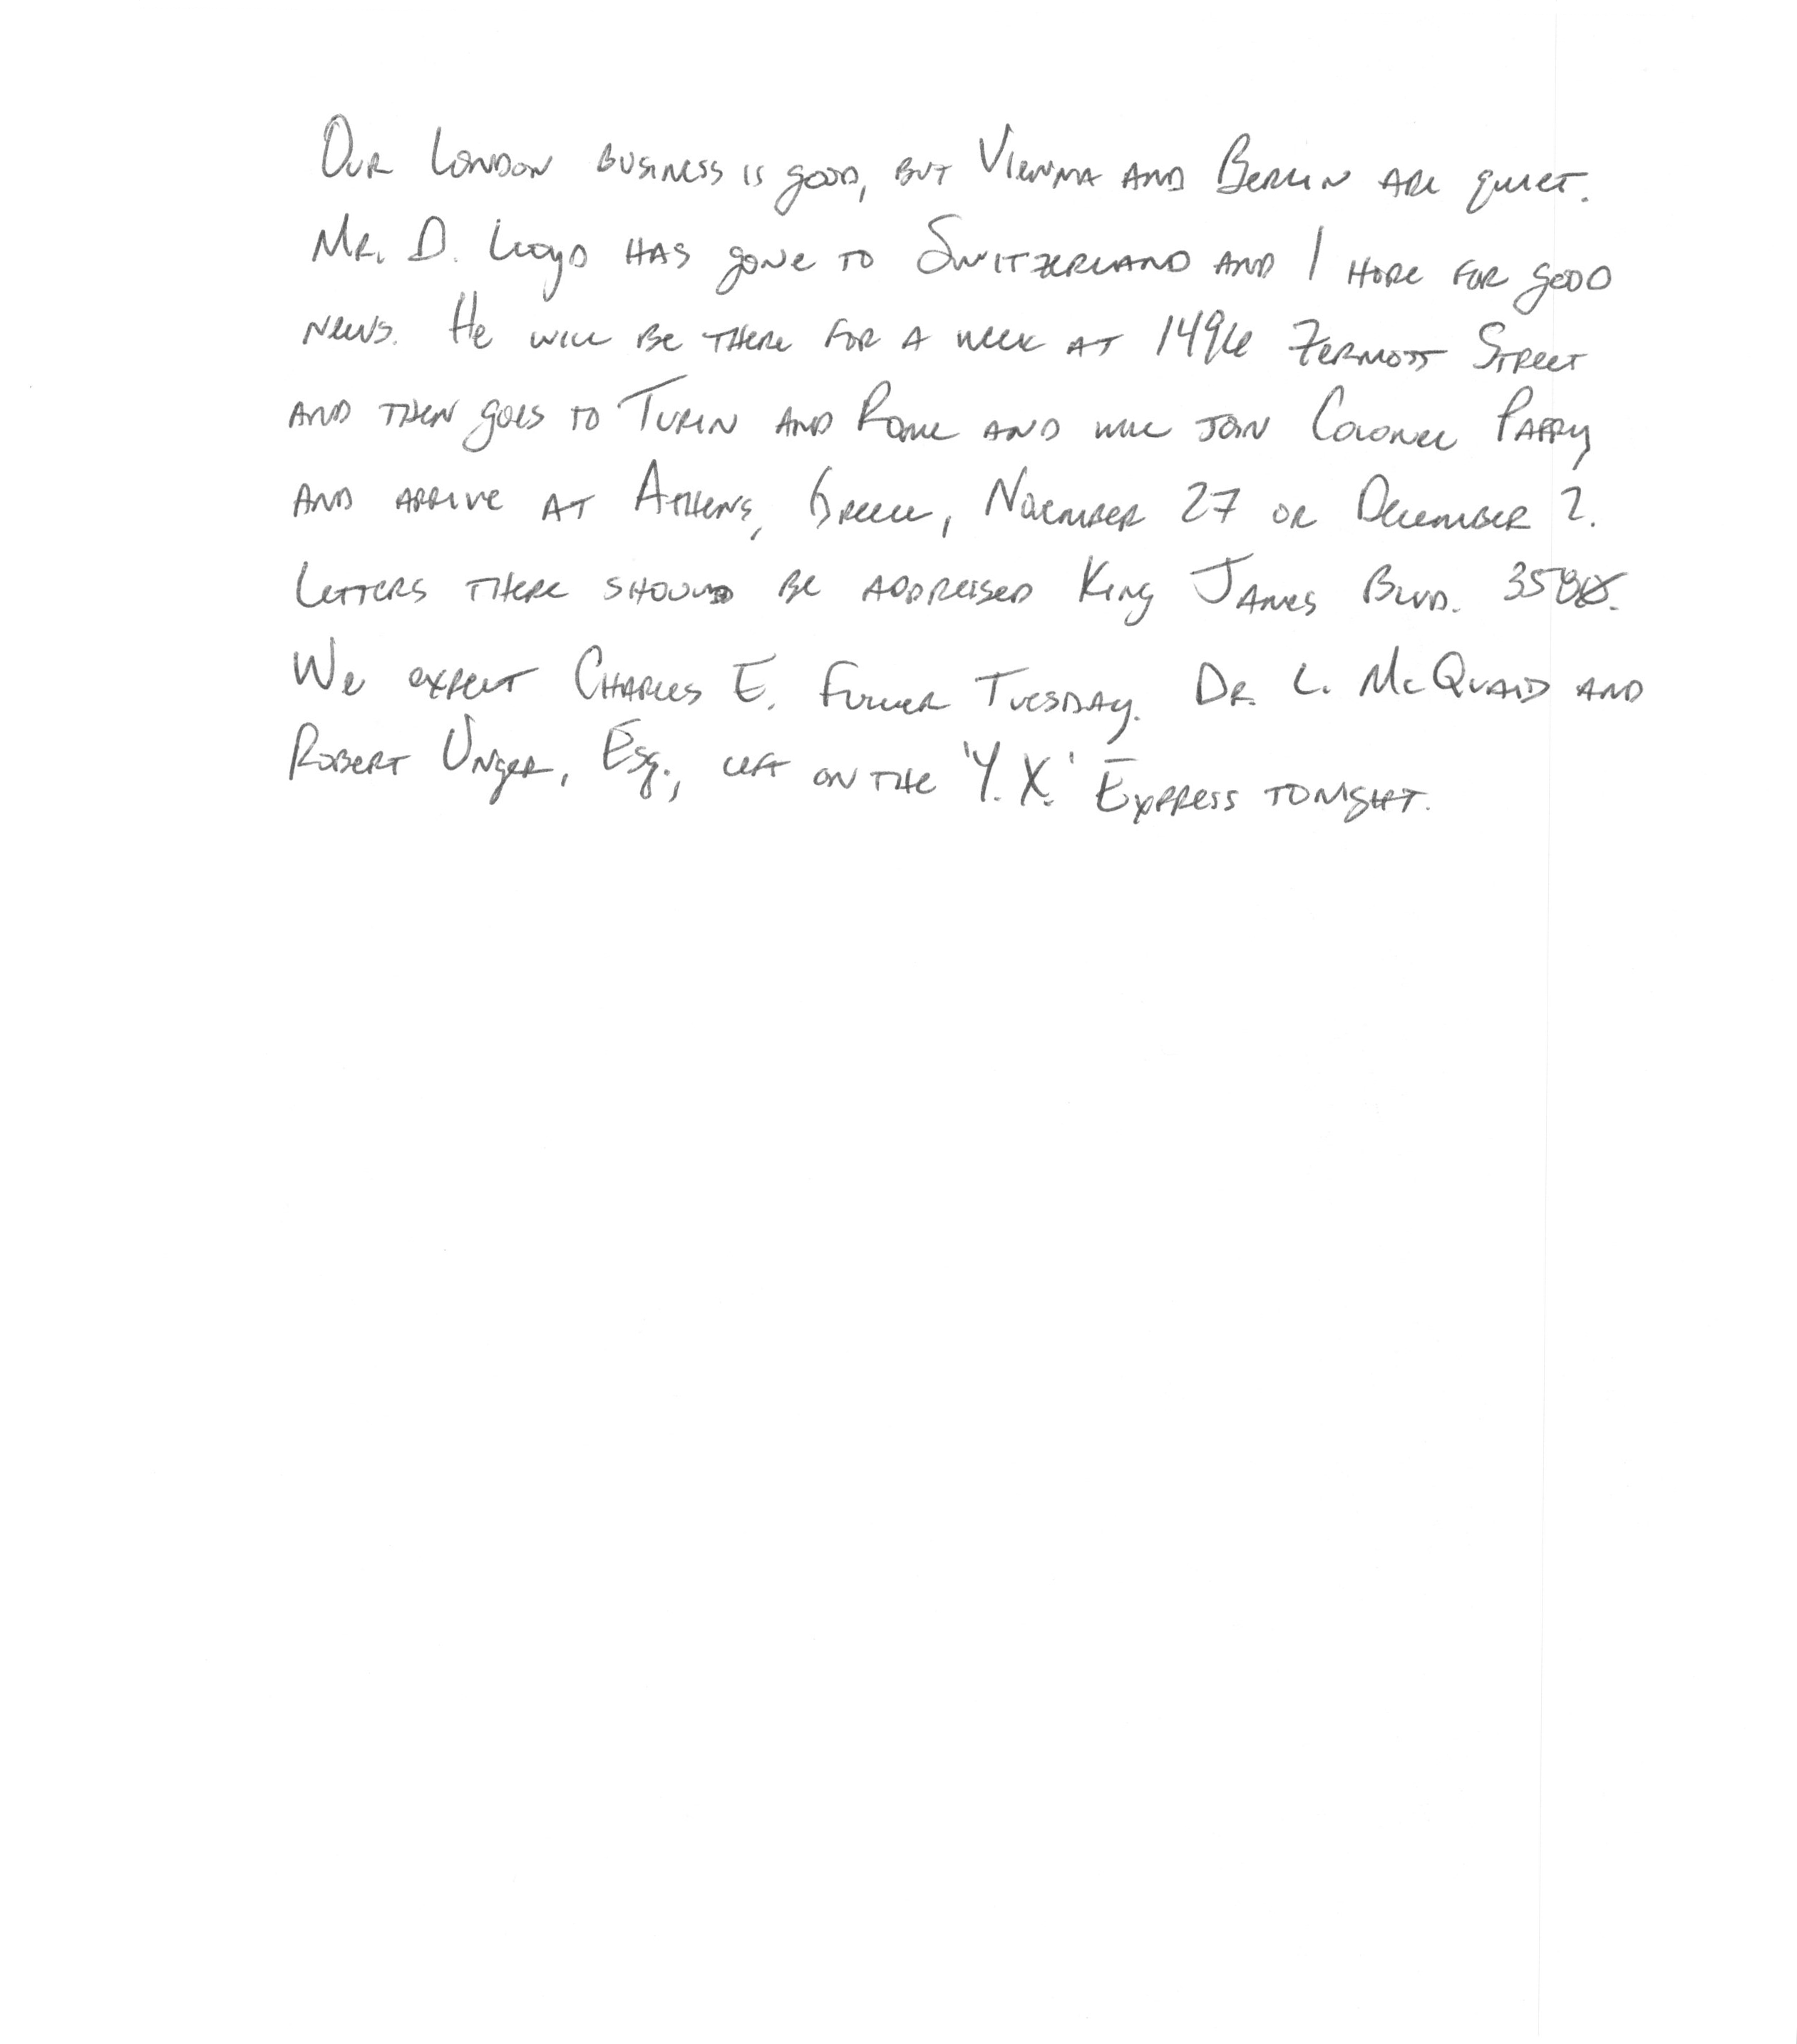 Our London business is good, but Vienna and Berlin are quiet.
Mr. D. Lloyd has gone to Switzerland and I hope for good
news. He will be there for a week at 1496 Zermott Street
and then goes to Turin and Rome and will join Colonel Parry
and arrive at Athens, Greece, November 27 or December 2.
Letters there should be addressed King James Blvd. 3580.
We expect Charles E. Fuller Tuesday. Dr. L. McQuaid and
Robert Unger, Esq., left on the 'Y.X.' Express tonight.